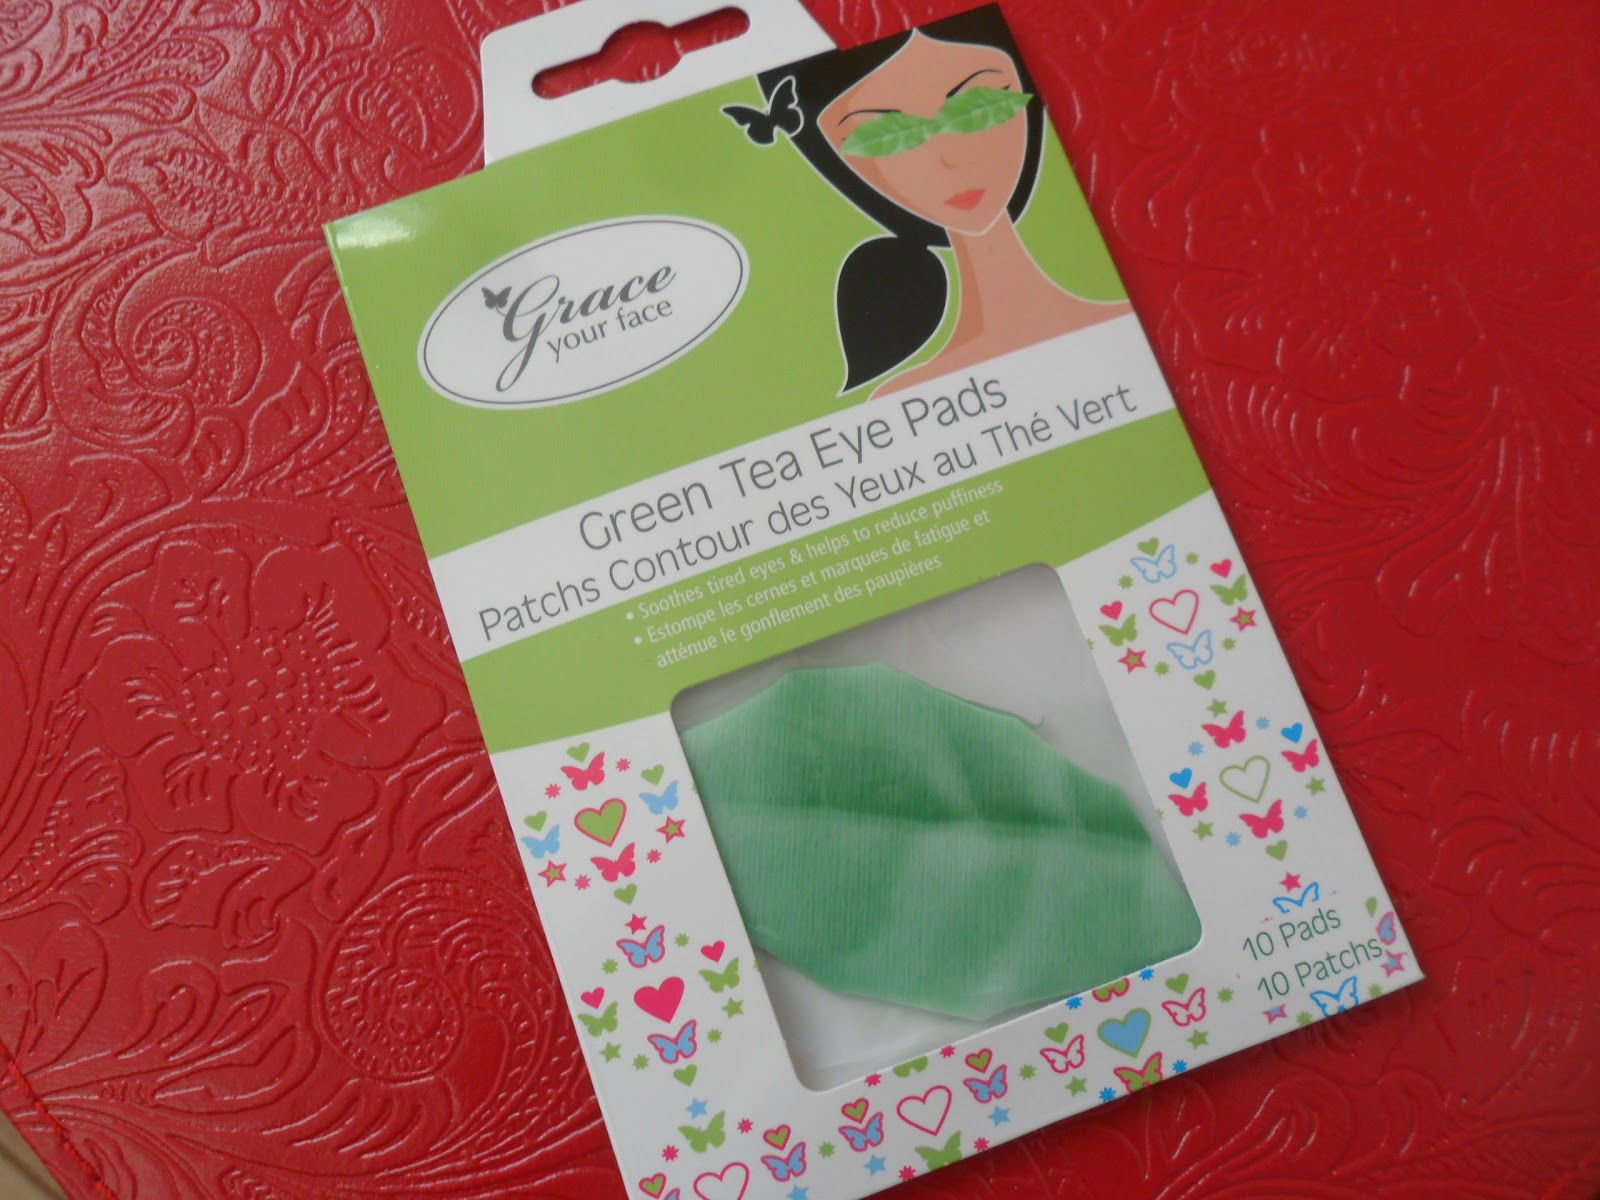 Grace
your face
Green Tea Eye Pads
Patchs Contour des Yeux au Thé Vert
• Soothes tired eyes & helps to reduce puffiness
• Estompe les cernes et marques de fatigue et
atténue le gonflement des paupières
10 Pads
10 Patchs